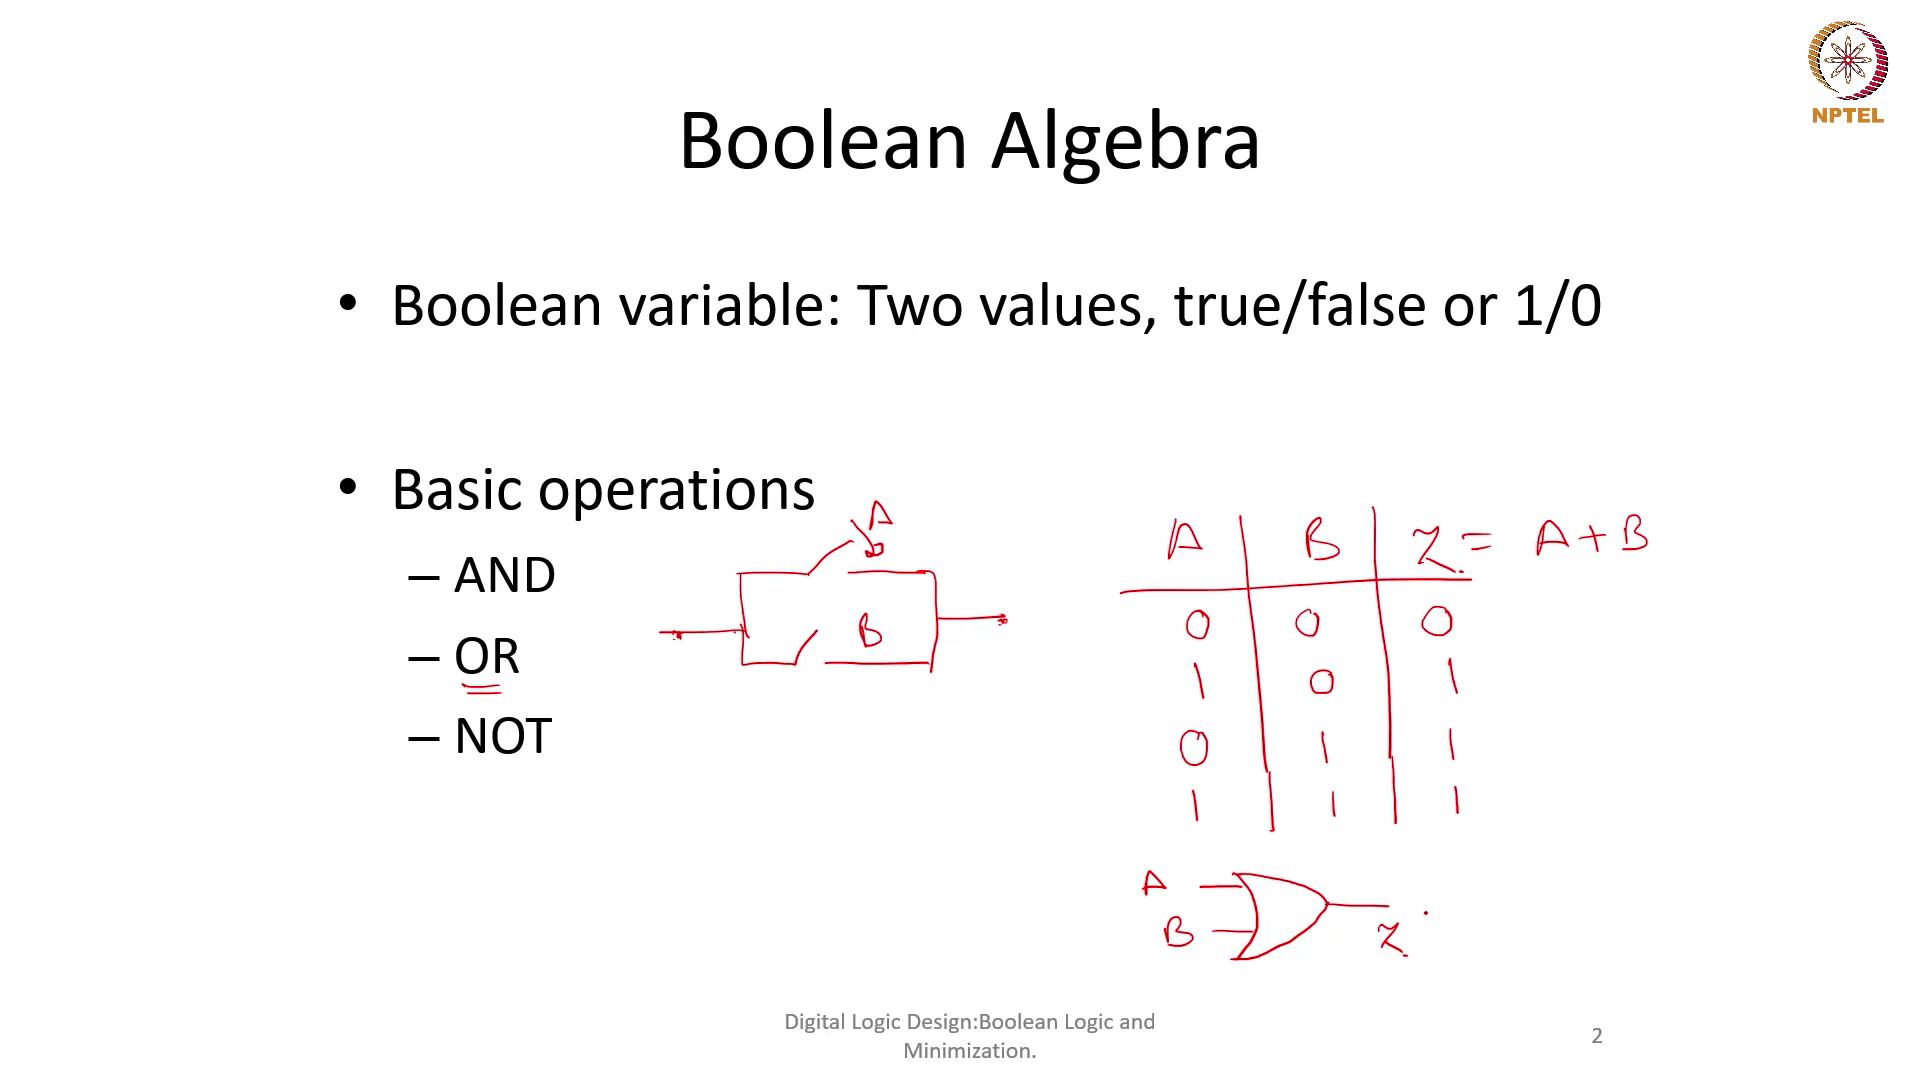 NPTEL
Boolean Algebra
• Boolean variable: Two values, true/false or 1/0
• Basic operations
– AND
– OR
– NOT
A
B
A B Z = A + B
0 0 0
1 0 1
0 1 1
1 1 1
A
B
Z
Digital Logic Design:Boolean Logic and
Minimization.
2